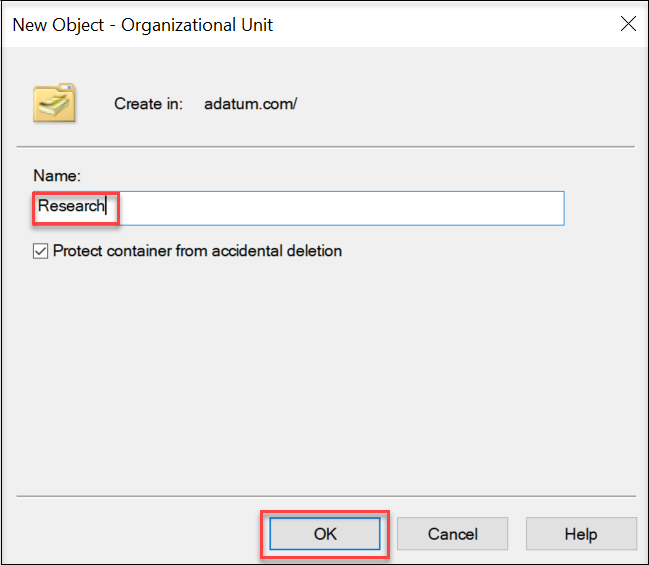 New Object - Organizational Unit
Create in: adatum.com/
Name:
Research
Protect container from accidental deletion
OK Cancel Help